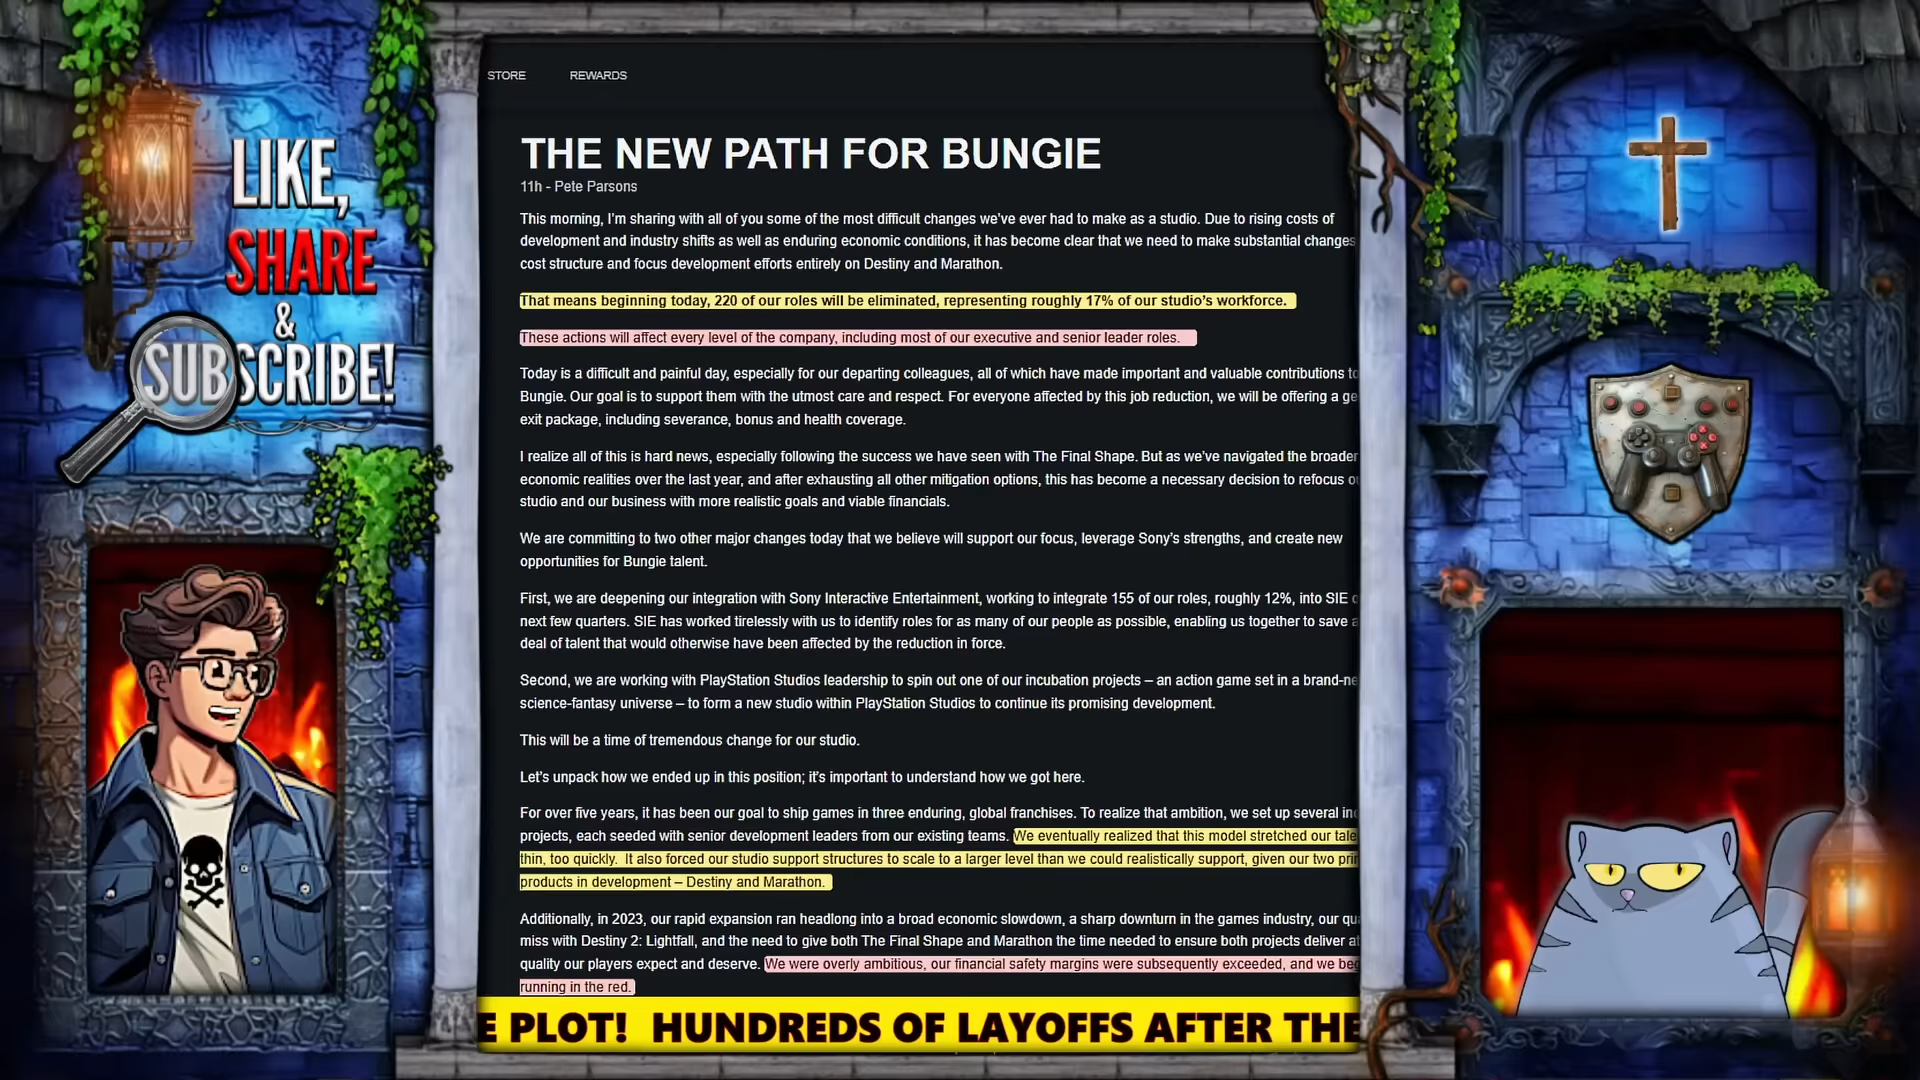 STORE REWARDS
LIKE,
SHARE
&
SUBSCRIBE!
THE NEW PATH FOR BUNGIE
11h - Pete Parsons
This morning, I'm sharing with all of you some of the most difficult changes we've ever had to make as a studio. Due to rising costs of
development and industry shifts as well as enduring economic conditions, it has become clear that we need to make substantial changes
cost structure and focus development efforts entirely on Destiny and Marathon.
That means beginning today, 220 of our roles will be eliminated, representing roughly 17% of our studio's workforce.
These actions will affect every level of the company, including most of our executive and senior leader roles.
Today is a difficult and painful day, especially for our departing colleagues, all of which have made important and valuable contributions to
Bungie. Our goal is to support them with the utmost care and respect. For everyone affected by this job reduction, we will be offering a ge
exit package, including severance, bonus and health coverage.
I realize all of this is hard news, especially following the success we have seen with The Final Shape. But as we've navigated the broader
economic realities over the last year, and after exhausting all other mitigation options, this has become a necessary decision to refocus
studio and our business with more realistic goals and viable financials.
We are committing to two other major changes today that we believe will support our focus, leverage Sony's strengths, and create new
opportunities for Bungie talent.
First, we are deepening our integration with Sony Interactive Entertainment, working to integrate 155 of our roles, roughly 12%, into SIE
next few quarters. SIE has worked tirelessly with us to identify roles for as many of our people as possible, enabling us together to save a
deal of talent that would otherwise have been affected by the reduction in force.
Second, we are working with PlayStation Studios leadership to spin out one of our incubation projects – an action game set in a brand-ne
science-fantasy universe – to form a new studio within PlayStation Studios to continue its promising development.
This will be a time of tremendous change for our studio.
Let's unpack how we ended up in this position; it's important to understand how we got here.
For over five years, it has been our goal to ship games in three enduring, global franchises. To realize that ambition, we set up several
projects, each seeded with senior development leaders from our existing teams. We eventually realized that this model stretched our tale
thin, too quickly. It also forced our studio support structures to scale to a larger level than we could realistically support, given our two pri
products in development – Destiny and Marathon.
Additionally, in 2023, our rapid expansion ran headlong into a broad economic slowdown, a sharp downturn in the games industry, our qu
miss with Destiny 2: Lightfall, and the need to give both The Final Shape and Marathon the time needed to ensure both projects deliver at
quality our players expect and deserve. We were overly ambitious, our financial safety margins were subsequently exceeded, and we beg
running in the red.
E PLOT! HUNDREDS OF LAYOFFS AFTER THE